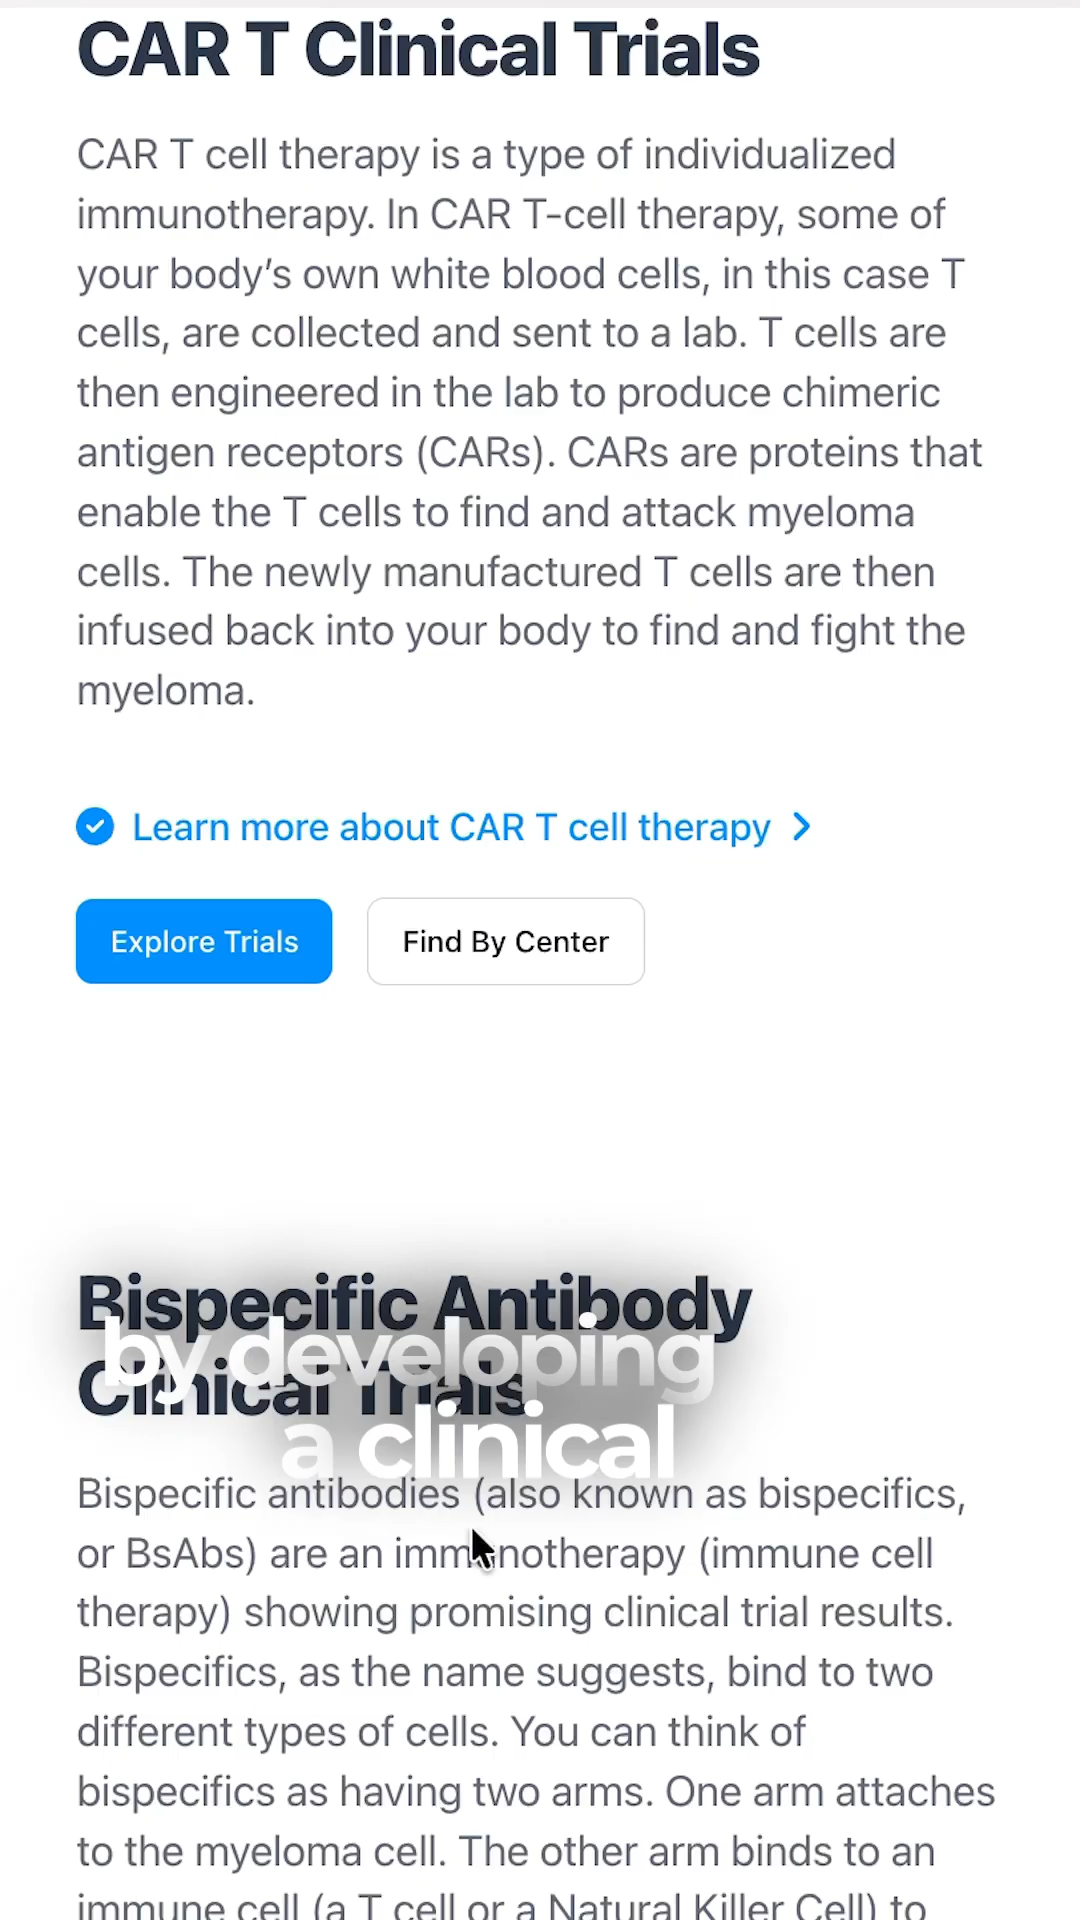 CAR T Clinical Trials
CAR T cell therapy is a type of individualized
immunotherapy. In CAR T-cell therapy, some of
your body’s own white blood cells, in this case T
cells, are collected and sent to a lab. T cells are
then engineered in the lab to produce chimeric
antigen receptors (CARs). CARs are proteins that
enable the T cells to find and attack myeloma
cells. The newly manufactured T cells are then
infused back into your body to find and fight the
myeloma.
Learn more about CAR T cell therapy
Explore Trials
Find By Center
Bispecific Antibody
Clinical Trials
by developing
a clinical
Bispecific antibodies (also known as bispecifics,
or BsAbs) are an immunotherapy (immune cell
therapy) showing promising clinical trial results.
Bispecifics, as the name suggests, bind to two
different types of cells. You can think of
bispecifics as having two arms. One arm attaches
to the myeloma cell. The other arm binds to an
immune cell (a T cell or a Natural Killer Cell) to